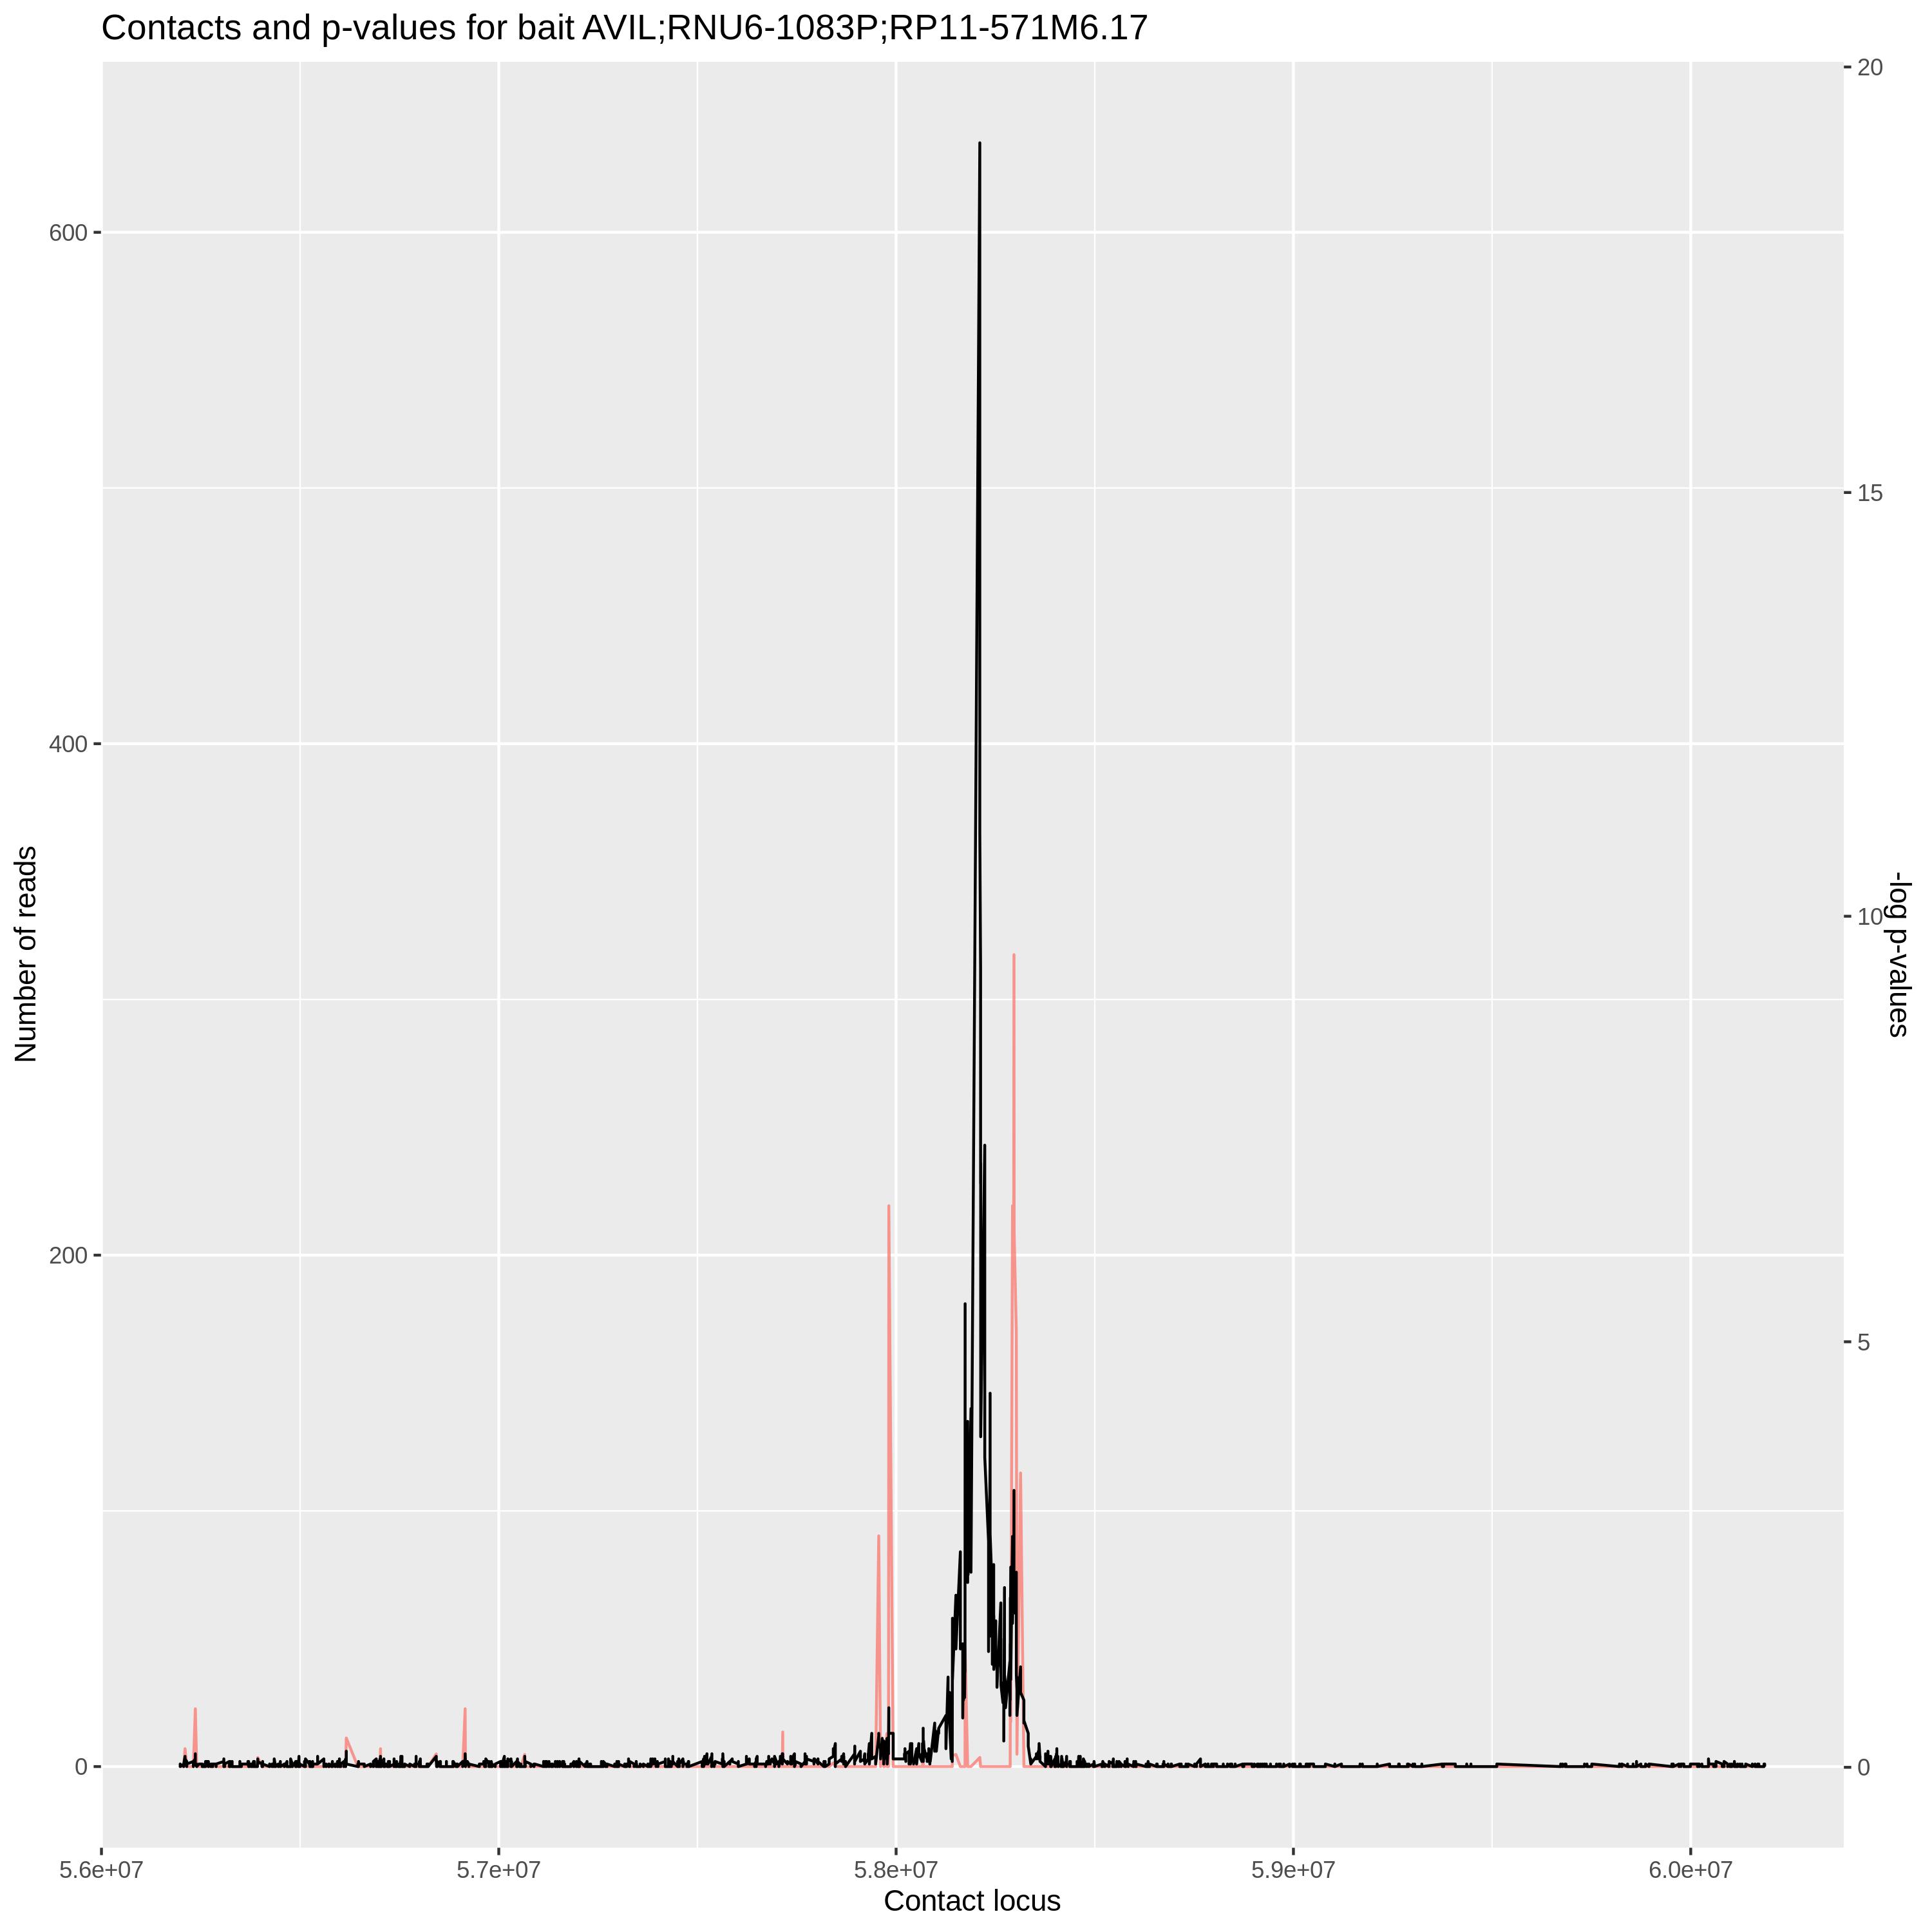 Contacts and p-values for bait AVIL;RNU6-1083P;RP11-571M6.17
20
600
15
400
10
Number of reads
-log p-values
200
5
0
0
5.6e+07
5.7e+07
5.8e+07
5.9e+07
6.0e+07
Contact locus